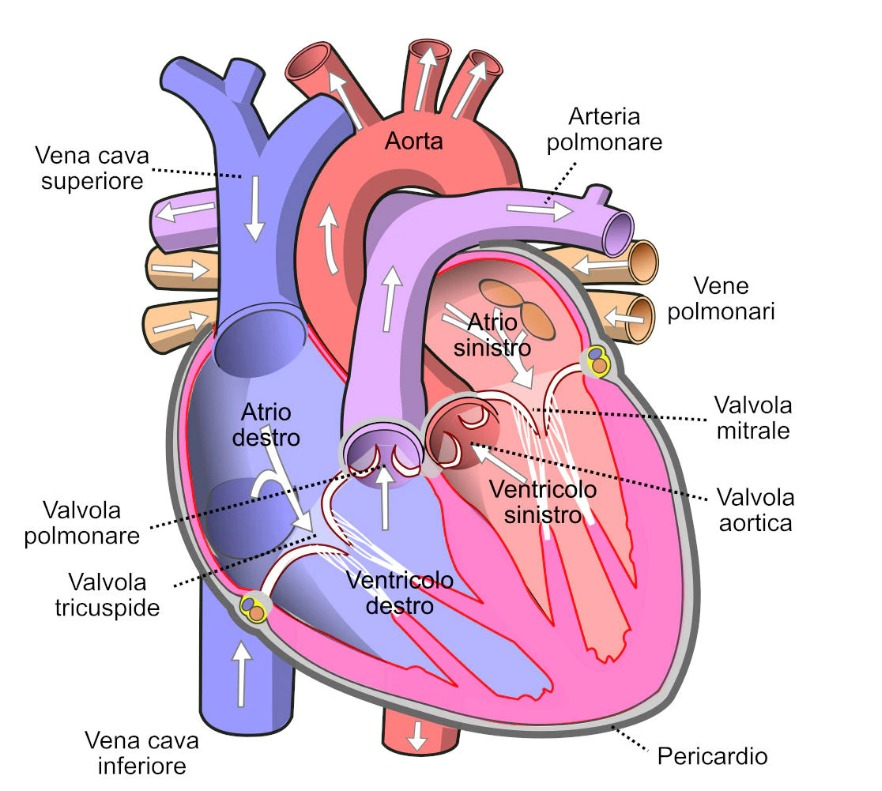 Aorta
Arteria
polmonare
Vena cava
superiore
Vene
polmonari
Atrio
sinistro
Atrio
destro
Valvola
mitrale
Ventricolo
sinistro
Valvola
aortica
Valvola
polmonare
Valvola
tricuspide
Ventricolo
destro
Vena cava
inferiore
Pericardio